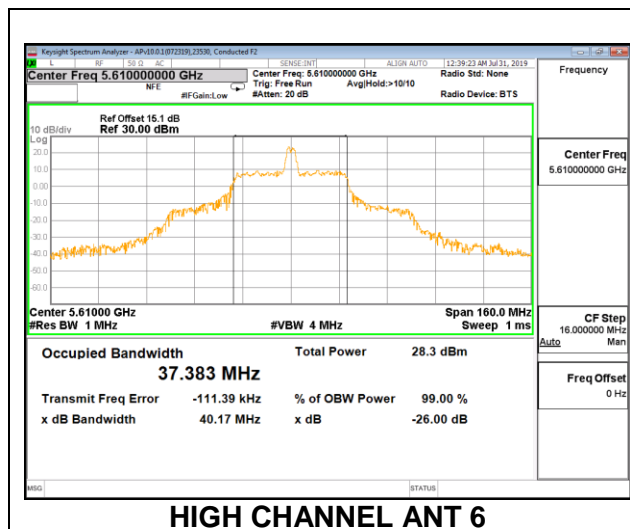 Keysight Spectrum Analyzer - APv10.0.1(072319),23530, Conducted F2
L RF 50 Ω AC SENSE:INT ALIGN AUTO 12:39:23 AM Jul 31, 2019
Center Freq 5.610000000 GHz
Center Freq: 5.610000000 GHz
Radio Std: None
Frequency
NFE
Trig: Free Run Avg|Hold:>10/10
#IFGain:Low #Atten: 20 dB Radio Device: BTS
Ref Offset 15.1 dB
10 dB/div Ref 30.00 dBm
Log
20.0
10.0
0.00
-10.0
-20.0
-30.0
-40.0
-50.0
-60.0
Center 5.61000 GHz Span 160.0 MHz
#Res BW 1 MHz #VBW 4 MHz Sweep 1 ms
Center Freq
5.610000000 GHz
CF Step
16.000000 MHz
Auto Man
Freq Offset
0 Hz
Occupied Bandwidth Total Power 28.3 dBm
37.383 MHz
Transmit Freq Error -111.39 kHz % of OBW Power 99.00 %
x dB Bandwidth 40.17 MHz x dB -26.00 dB
MSG STATUS
HIGH CHANNEL ANT 6